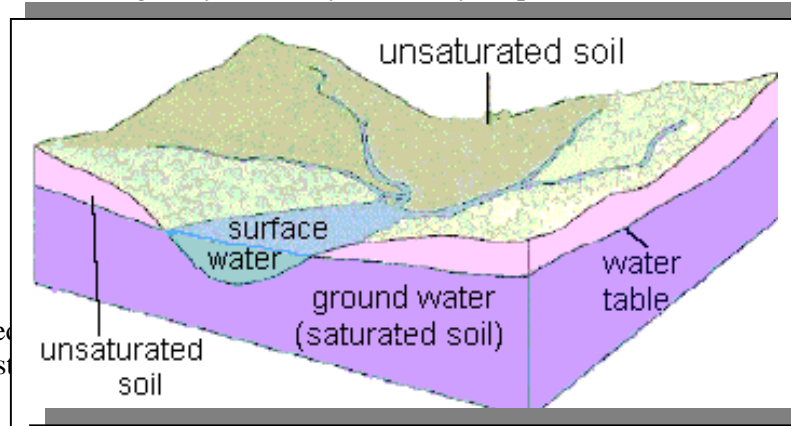 unsaturated soil
surface
water
water
table
ground water
(saturated soil)
unsaturated
soil